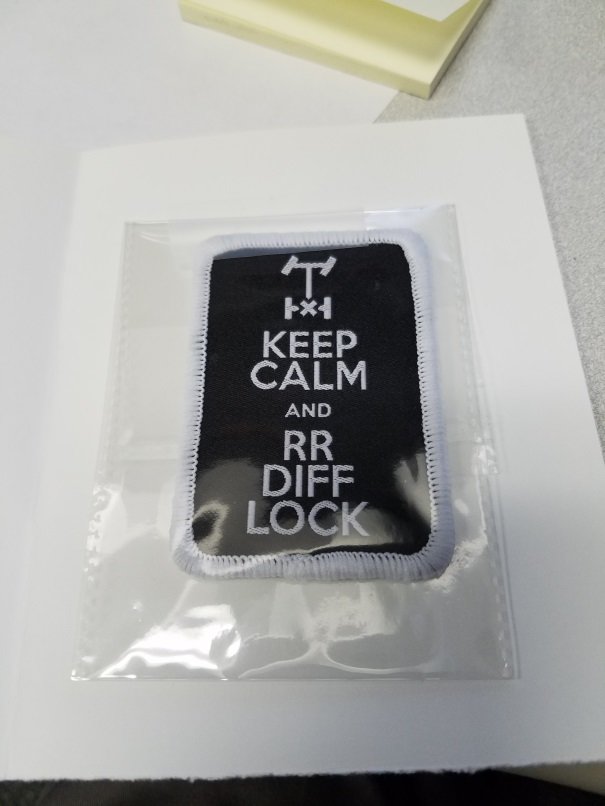 KEEP
CALM
AND
RR
DIFF
LOCK